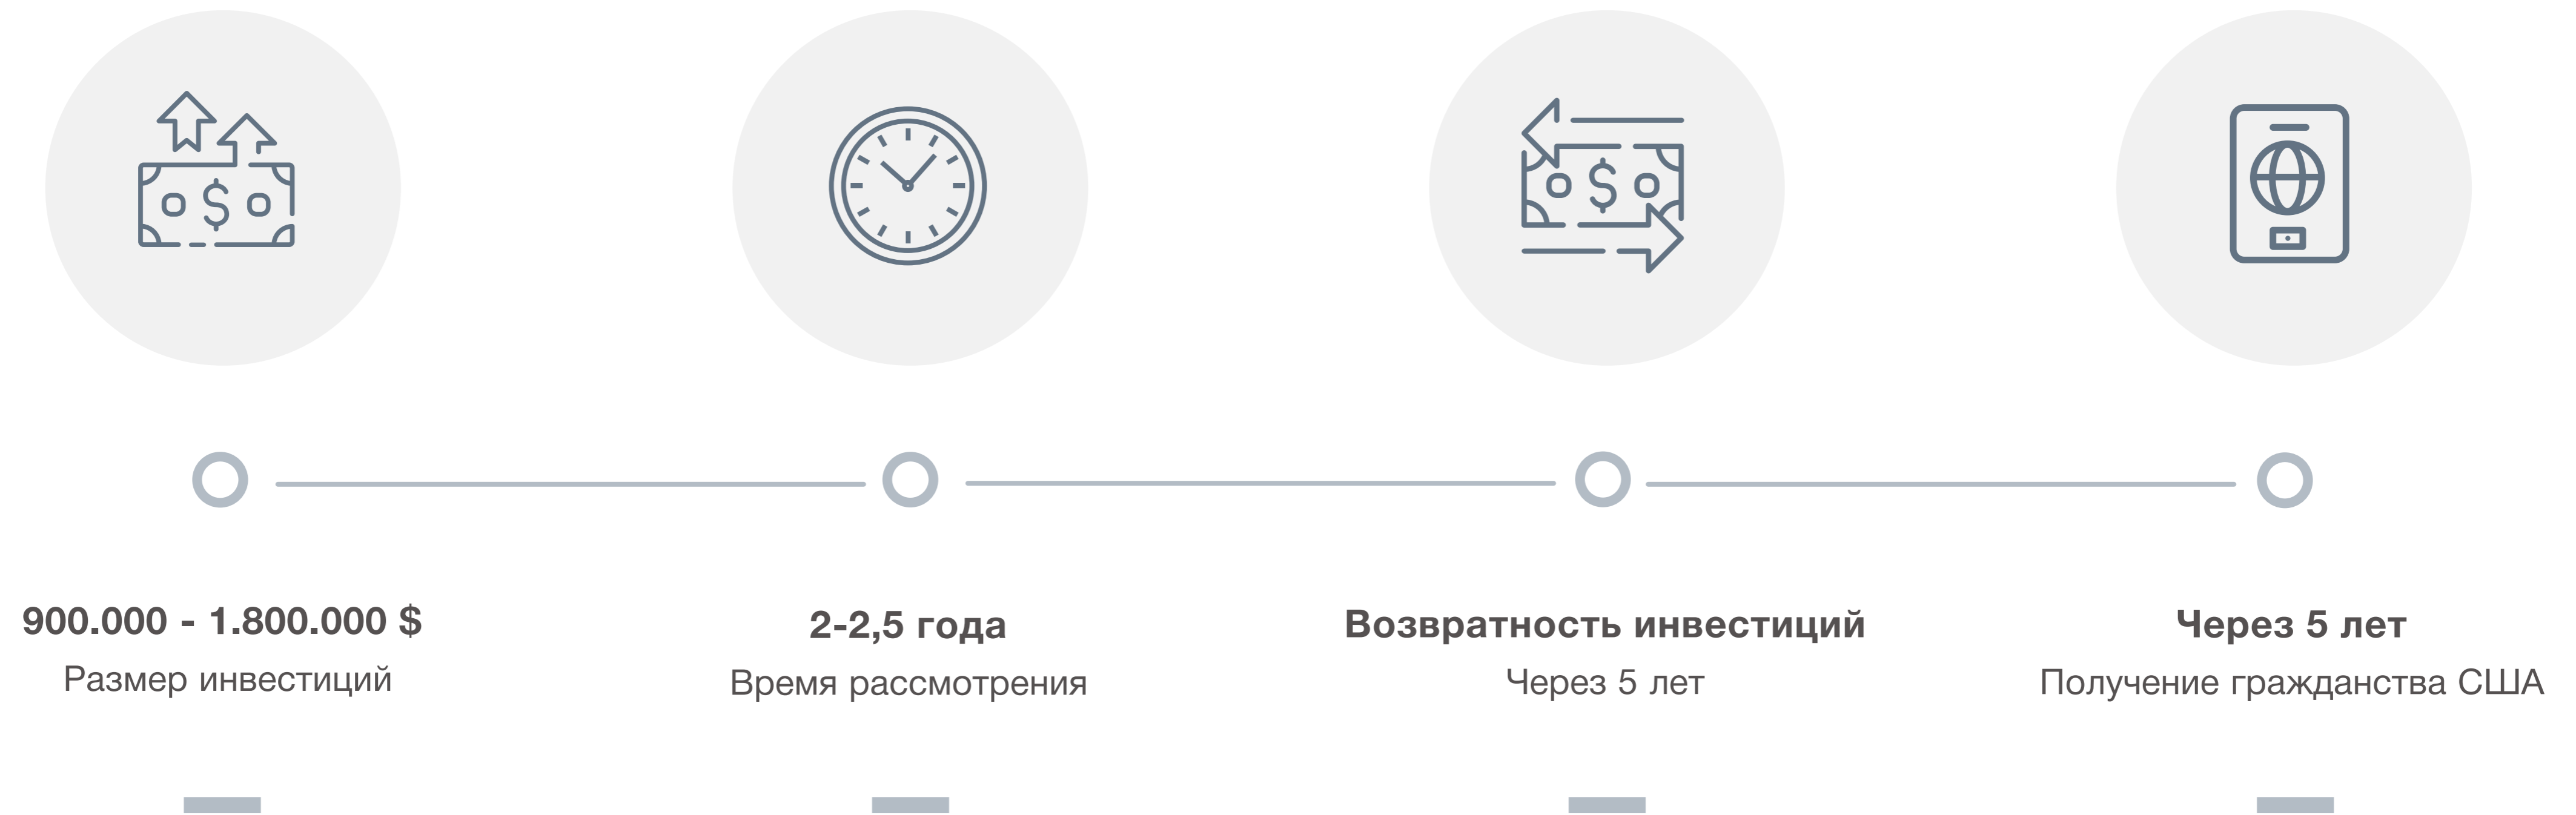 900.000 - 1.800.000 $
Размер инвестиций
2-2,5 года
Время рассмотрения
Возвратность инвестиций
Через 5 лет
Через 5 лет
Получение гражданства США